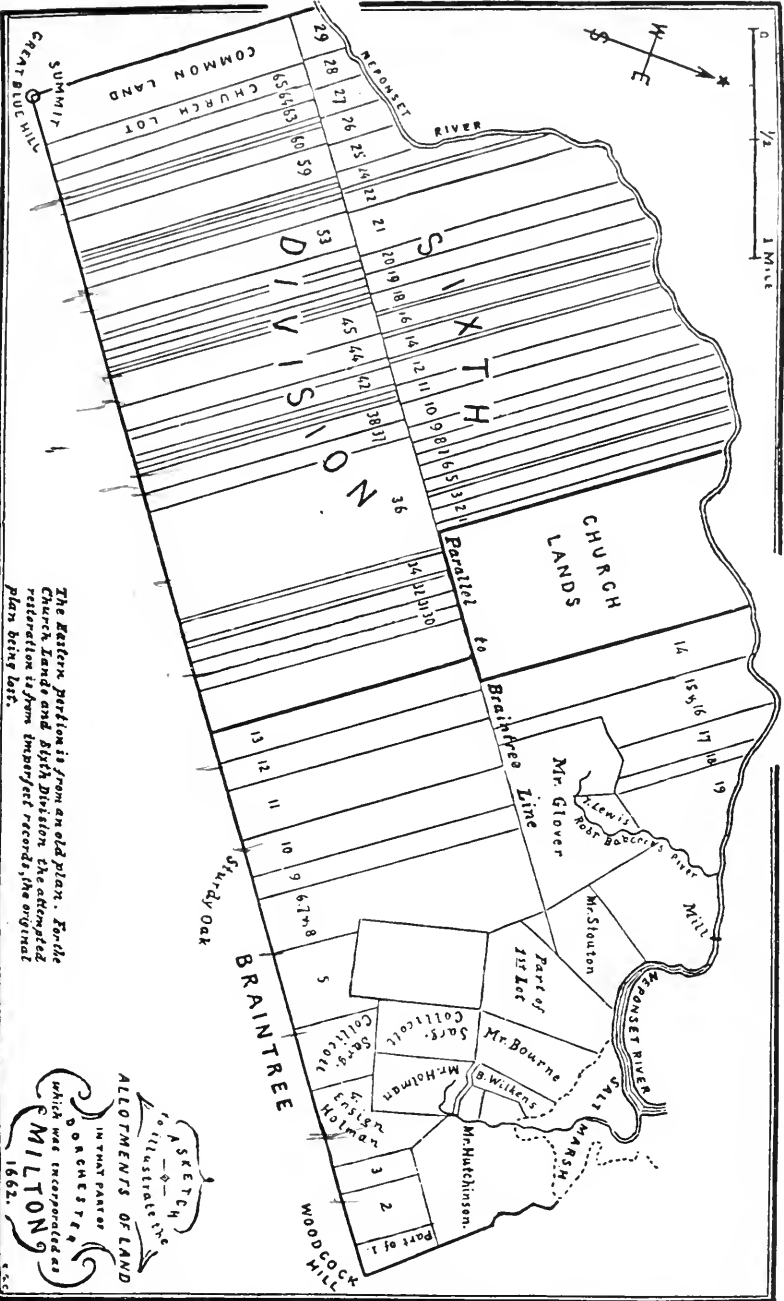 0 1/2 1 MILE
S W E
NEPONSET
RIVER
29 28 27 26 25 24 22 21 20 19 18 16 14 12 11 10 9 8 7 6 5 3 2 1
COMMON LAND
CHURCH LOT
65 64 63 60 59 53 45 44 42 38 37 36 34 32 31 30
SUMMIT
GREAT BLUE HILL
SIXTH
DIVISION
CHURCH
LANDS
Parallel to Braintree Line
14 15 & 16 17 18 19
13 12 11 10 9 6.7 & 8 5
Mr. Glover
T. Lewis
Robt Babcocks River
Mill
Mr. Stouton
NEPONSET RIVER
Part of
1st Lot
Mr. Bourne
B. Wilkens
SALT MARSH
Sarg.
Collicott
Sarg.
Collicott
Mr. Holman
4.
Ensign
Holman
Mr. Hutchinson.
3
2
Part of 1.
Sturdy Oak
BRAINTREE
WOODCOCK
HILL
The Eastern portion is from an old plan. For the
Church Lands and Sixth Division the attempted
restoration is from imperfect records, the original
plan being lost.
A SKETCH
to illustrate the
ALLOTMENTS OF LAND
IN THAT PART OF
DORCHESTER
which was incorporated as
MILTON
1662.